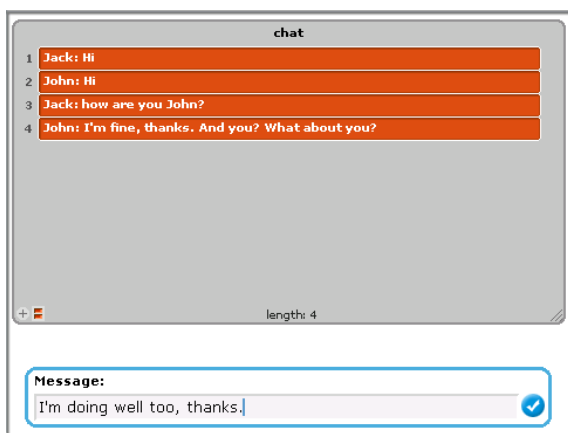 chat
1 Jack: Hi
2 John: Hi
3 Jack: how are you John?
4 John: I'm fine, thanks. And you? What about you?
+ length: 4
Message:
I'm doing well too, thanks.